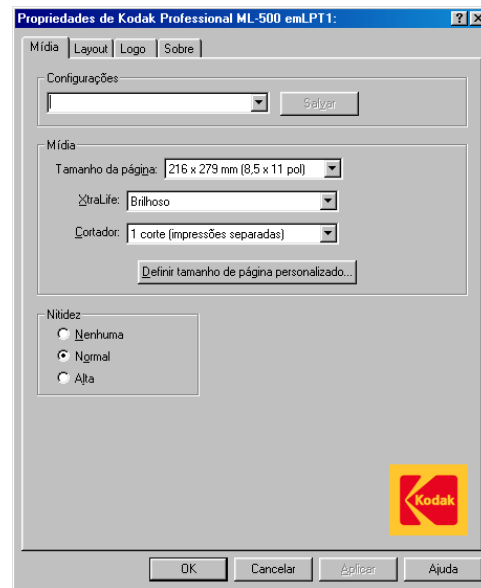 Propriedades de Kodak Professional ML-500 emLPT1:
Mídia Layout Logo Sobre
Configurações
Salvar
Mídia
Tamanho da página: 216 x 279 mm (8,5 x 11 pol)
XtraLife: Brilhoso
Cortador: 1 corte (impressões separadas)
Definir tamanho de página personalizado...
Nitidez
Nenhuma
Normal
Alta
Kodak
OK Cancelar Aplicar Ajuda